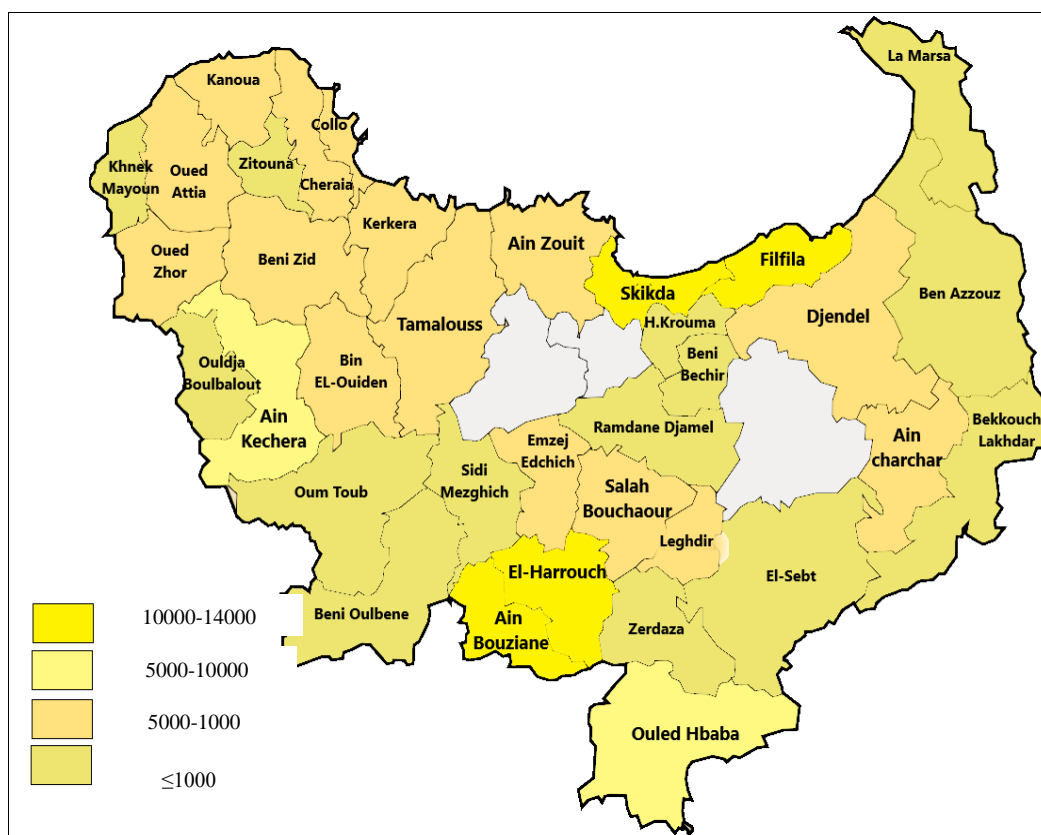 La Marsa
Kanoua
Collo
Khnek
Mayoun
Oued
Attia
Zitouna
Cheraia
Kerkera
Oued
Zhor
Beni Zid
Ain Zouit
Filfila
Skikda
Ben Azzouz
Tamalouss
H.Krouma
Djendel
Ouldja
Boulbalout
Bin
EL-Ouiden
Beni
Bechir
Ain
Kechera
Ramdane Djamel
Bekkouch
Lakhdar
Ain
charchar
Emzej
Edchich
Oum Toub
Sidi
Mezghich
Salah
Bouchaour
Leghdir
El-Harrouch
El-Sebt
Beni Oulbene
Ain
Bouziane
Zerdaza
Ouled Hbaba
10000-14000
5000-10000
5000-1000
≤1000